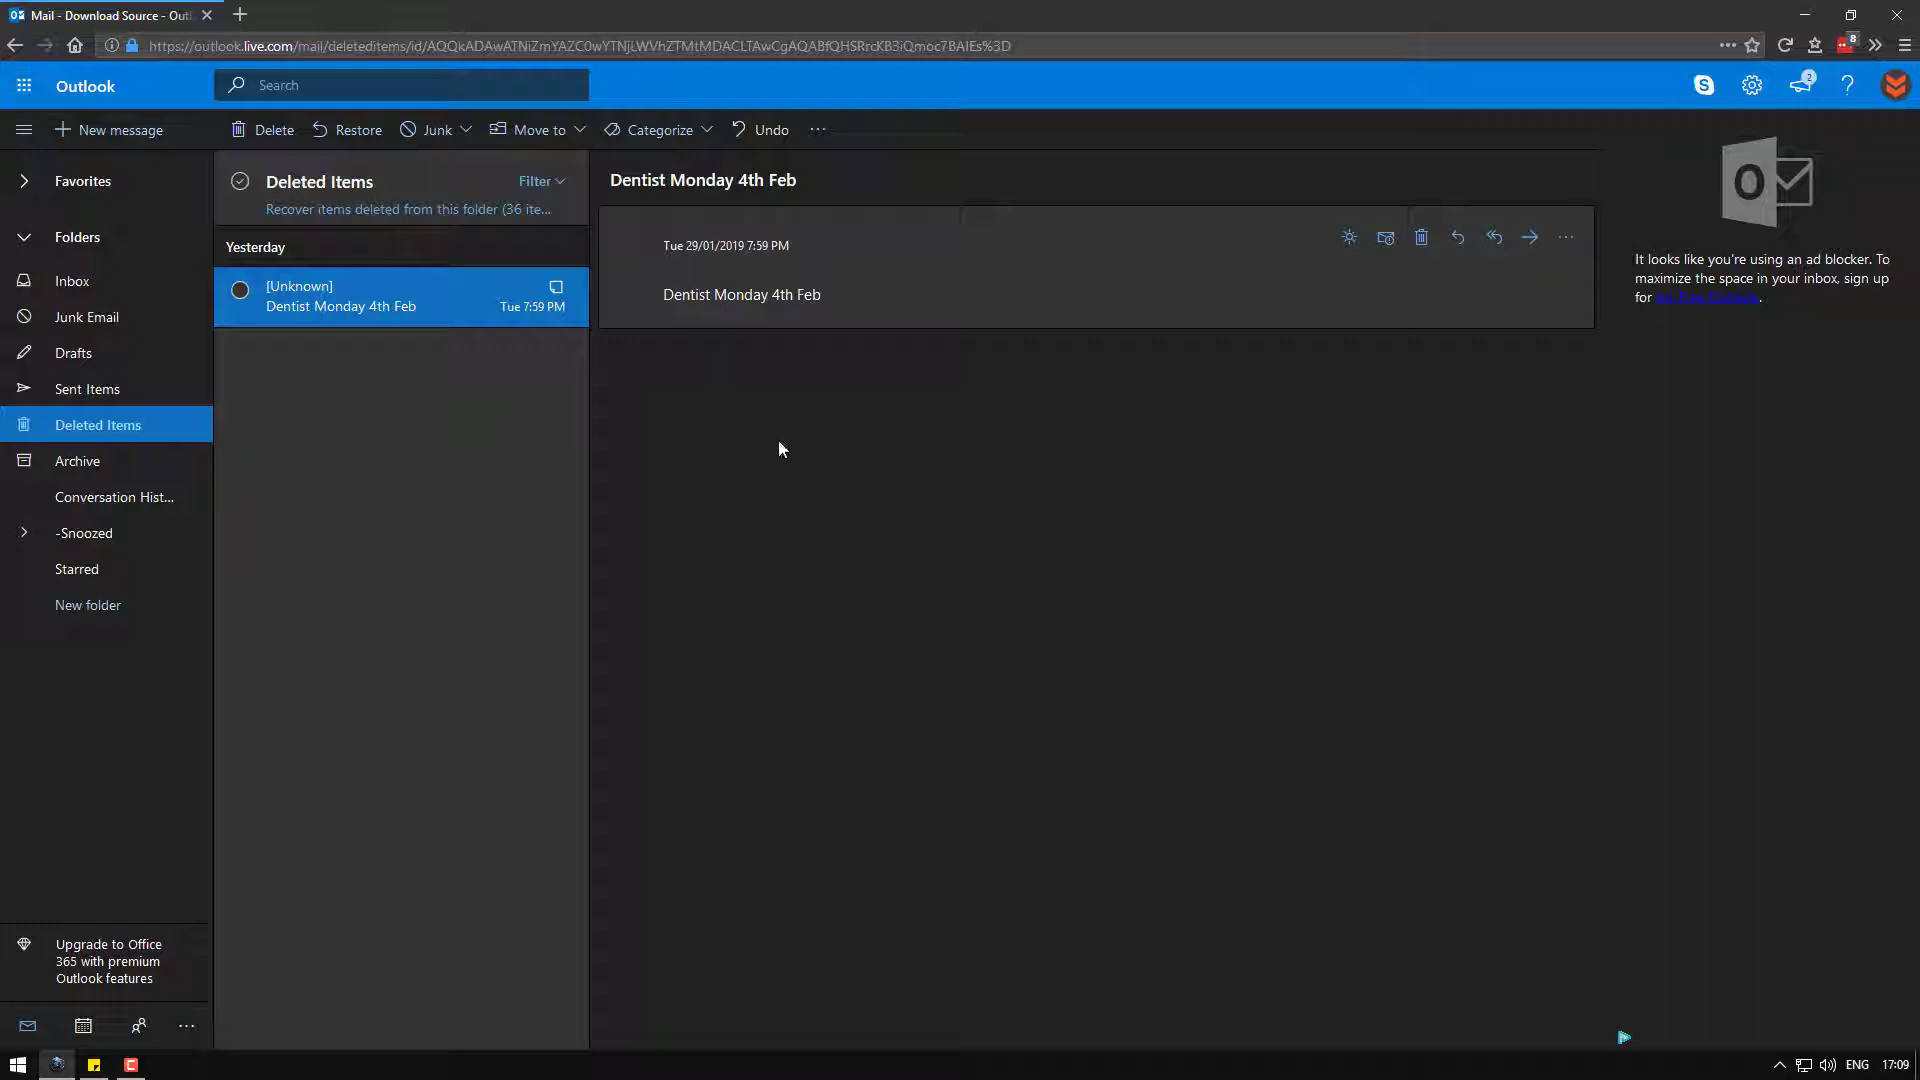 Mail - Download Source - Outl
https://outlook.live.com/mail/deleteditems/id/AQQkADAwATNiZmYAZC0wYTNjLWVhZTMtMDACLTAwCgAQABfQHSRrcKB3iQmoc7BAIEs%3D
8
Outlook
Search
2
New message
Delete
Restore
Junk
Move to
Categorize
Undo
Favorites
Folders
Inbox
Junk Email
Drafts
Sent Items
Deleted Items
Archive
Conversation Hist...
-Snoozed
Starred
New folder
Upgrade to Office
365 with premium
Outlook features
Deleted Items
Filter
Recover items deleted from this folder (36 ite...
Yesterday
[Unknown]
Dentist Monday 4th Feb
Tue 7:59 PM
Dentist Monday 4th Feb
Tue 29/01/2019 7:59 PM
Dentist Monday 4th Feb
It looks like you're using an ad blocker. To
maximize the space in your inbox, sign up
for Ad-Free Outlook.
ENG
17:09